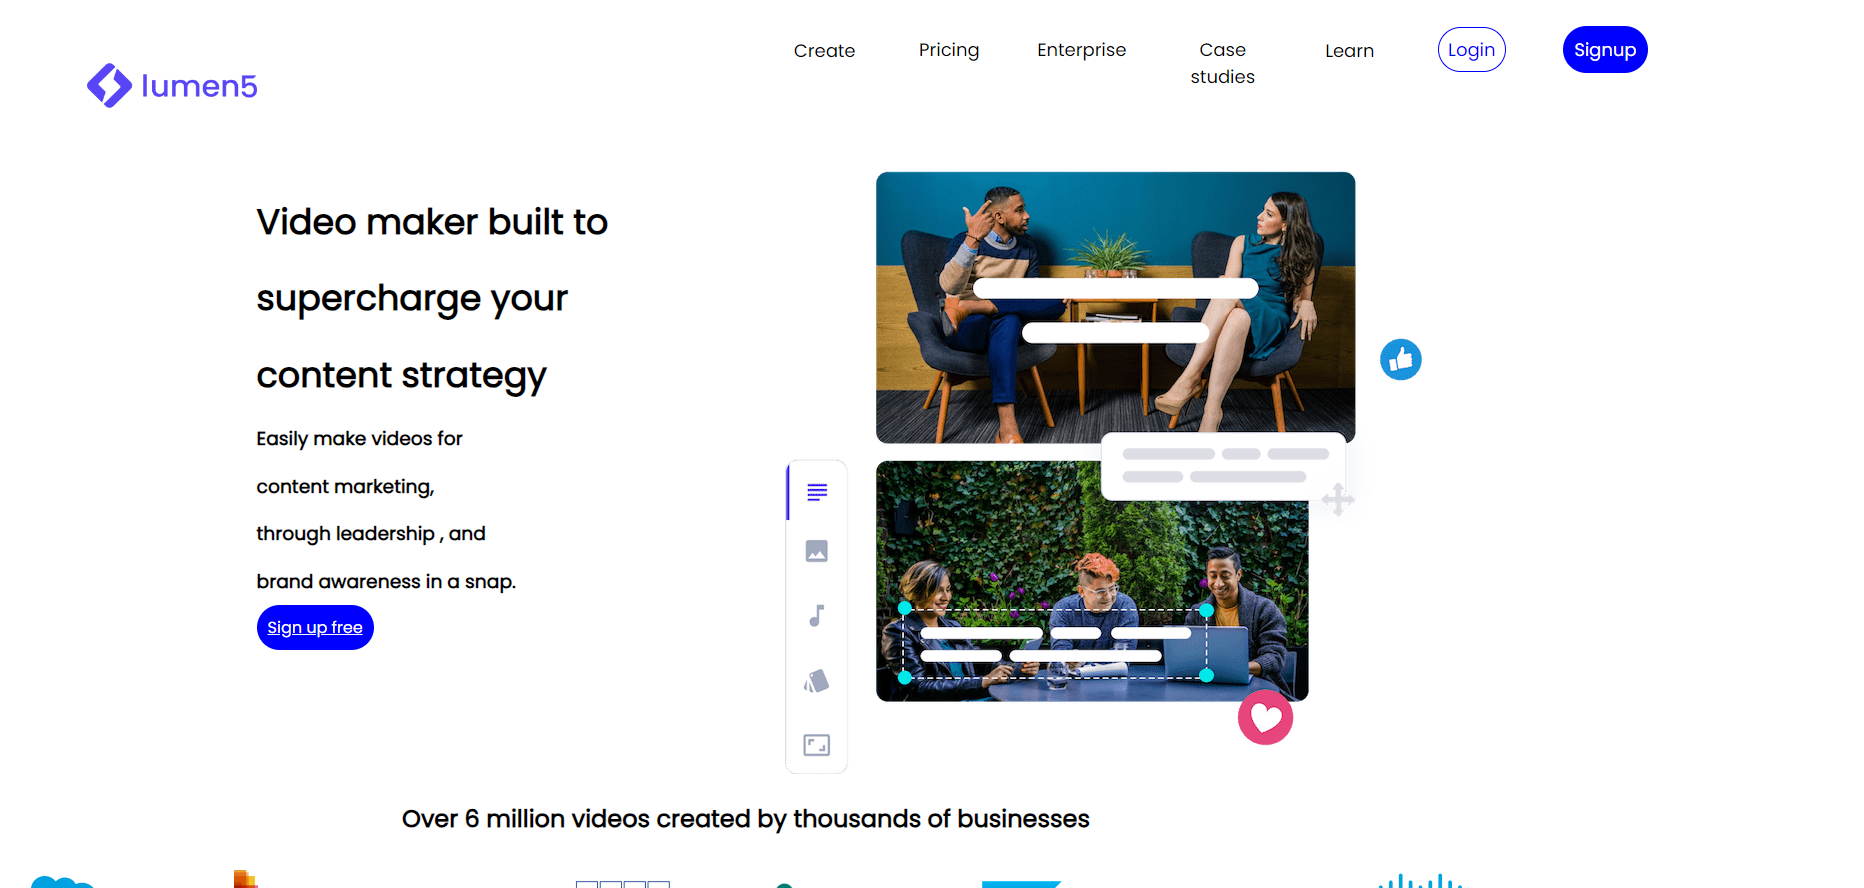 Create
Pricing
Enterprise
Case
studies
Learn
Login
Signup
lumen5
Video maker built to
supercharge your
content strategy
Easily make videos for
content marketing,
through leadership , and
brand awareness in a snap.
Sign up free
Over 6 million videos created by thousands of businesses